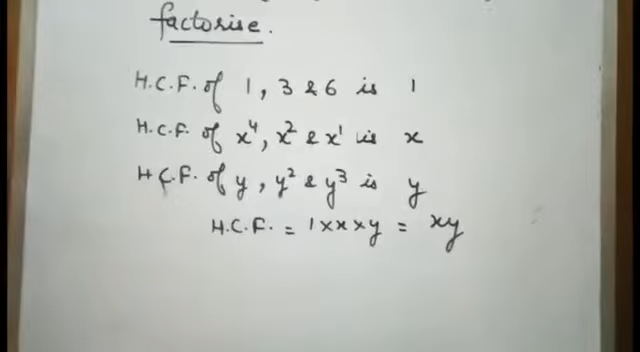 factorise.
H.C.F. of 1, 3 & 6 is 1
H.C.F. of x⁴, x² & x¹ is x
H.C.F. of y, y² & y³ is y
H.C.F. = 1×x×y = xy